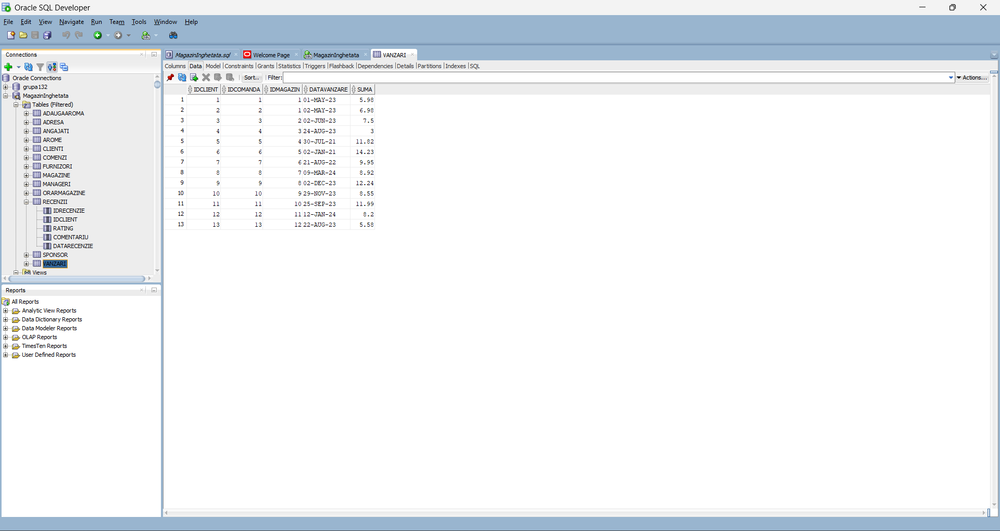 Oracle SQL Developer
File Edit View Navigate Run Team Tools Window Help
Connections
Oracle Connections
grupa132
MagazinInghetata
Tables (Filtered)
ADAUGAAROMA
ADRESA
ANGAJATI
AROME
CLIENTI
COMENZI
FURNIZORI
MAGAZINE
MANAGERI
ORARMAGAZINE
RECENZII
IDRECENZIE
IDCLIENT
RATING
COMENTARIU
DATARECENZIE
SPONSOR
VANZARI
Views
Reports
All Reports
Analytic View Reports
Data Dictionary Reports
Data Modeler Reports
OLAP Reports
TimesTen Reports
User Defined Reports
MagazinInghetata.sql Welcome Page MagazinInghetata VANZARI
Columns Data Model Constraints Grants Statistics Triggers Flashback Dependencies Details Partitions Indexes SQL
Sort.. Filter: Actions...
IDCLIENT IDCOMANDA IDMAGAZIN DATAVANZARE SUMA
1 1 1 1 01-MAY-23 5.98
2 2 2 1 02-MAY-23 6.98
3 3 3 2 02-JUN-23 7.5
4 4 4 3 24-AUG-23 3
5 5 5 4 30-JUL-21 11.82
6 6 6 5 02-JAN-21 14.23
7 7 7 6 21-AUG-22 9.95
8 8 8 7 09-MAR-24 8.92
9 9 9 8 02-DEC-23 12.24
10 10 10 9 29-NOV-23 8.55
11 11 11 10 25-SEP-23 11.99
12 12 12 11 12-JAN-24 8.2
13 13 13 12 22-AUG-23 5.58